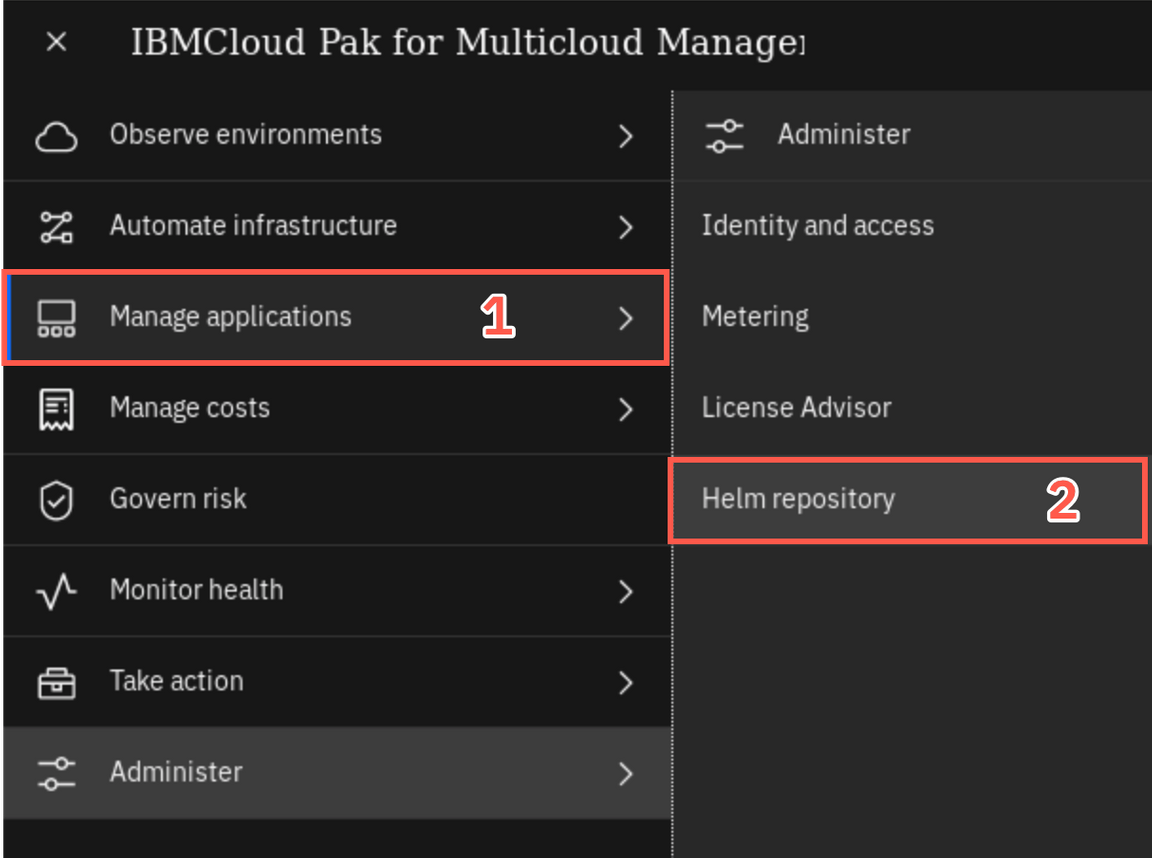 IBMCloud Pak for Multicloud Manager
Observe environments
Automate infrastructure
Manage applications 1
Manage costs
Govern risk
Monitor health
Take action
Administer
Administer
Identity and access
Metering
License Advisor
Helm repository 2